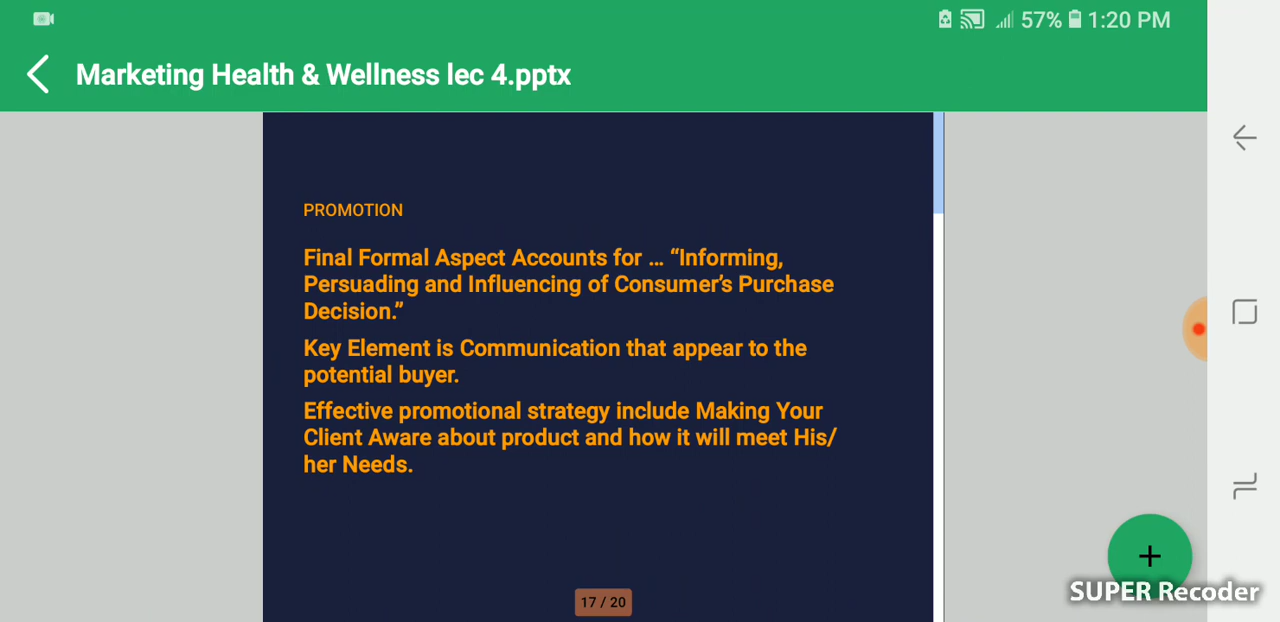 57% 1:20 PM
Marketing Health & Wellness lec 4.pptx
PROMOTION
Final Formal Aspect Accounts for ... “Informing,
Persuading and Influencing of Consumer’s Purchase
Decision.”
Key Element is Communication that appear to the
potential buyer.
Effective promotional strategy include Making Your
Client Aware about product and how it will meet His/
her Needs.
17 / 20
SUPER Recoder